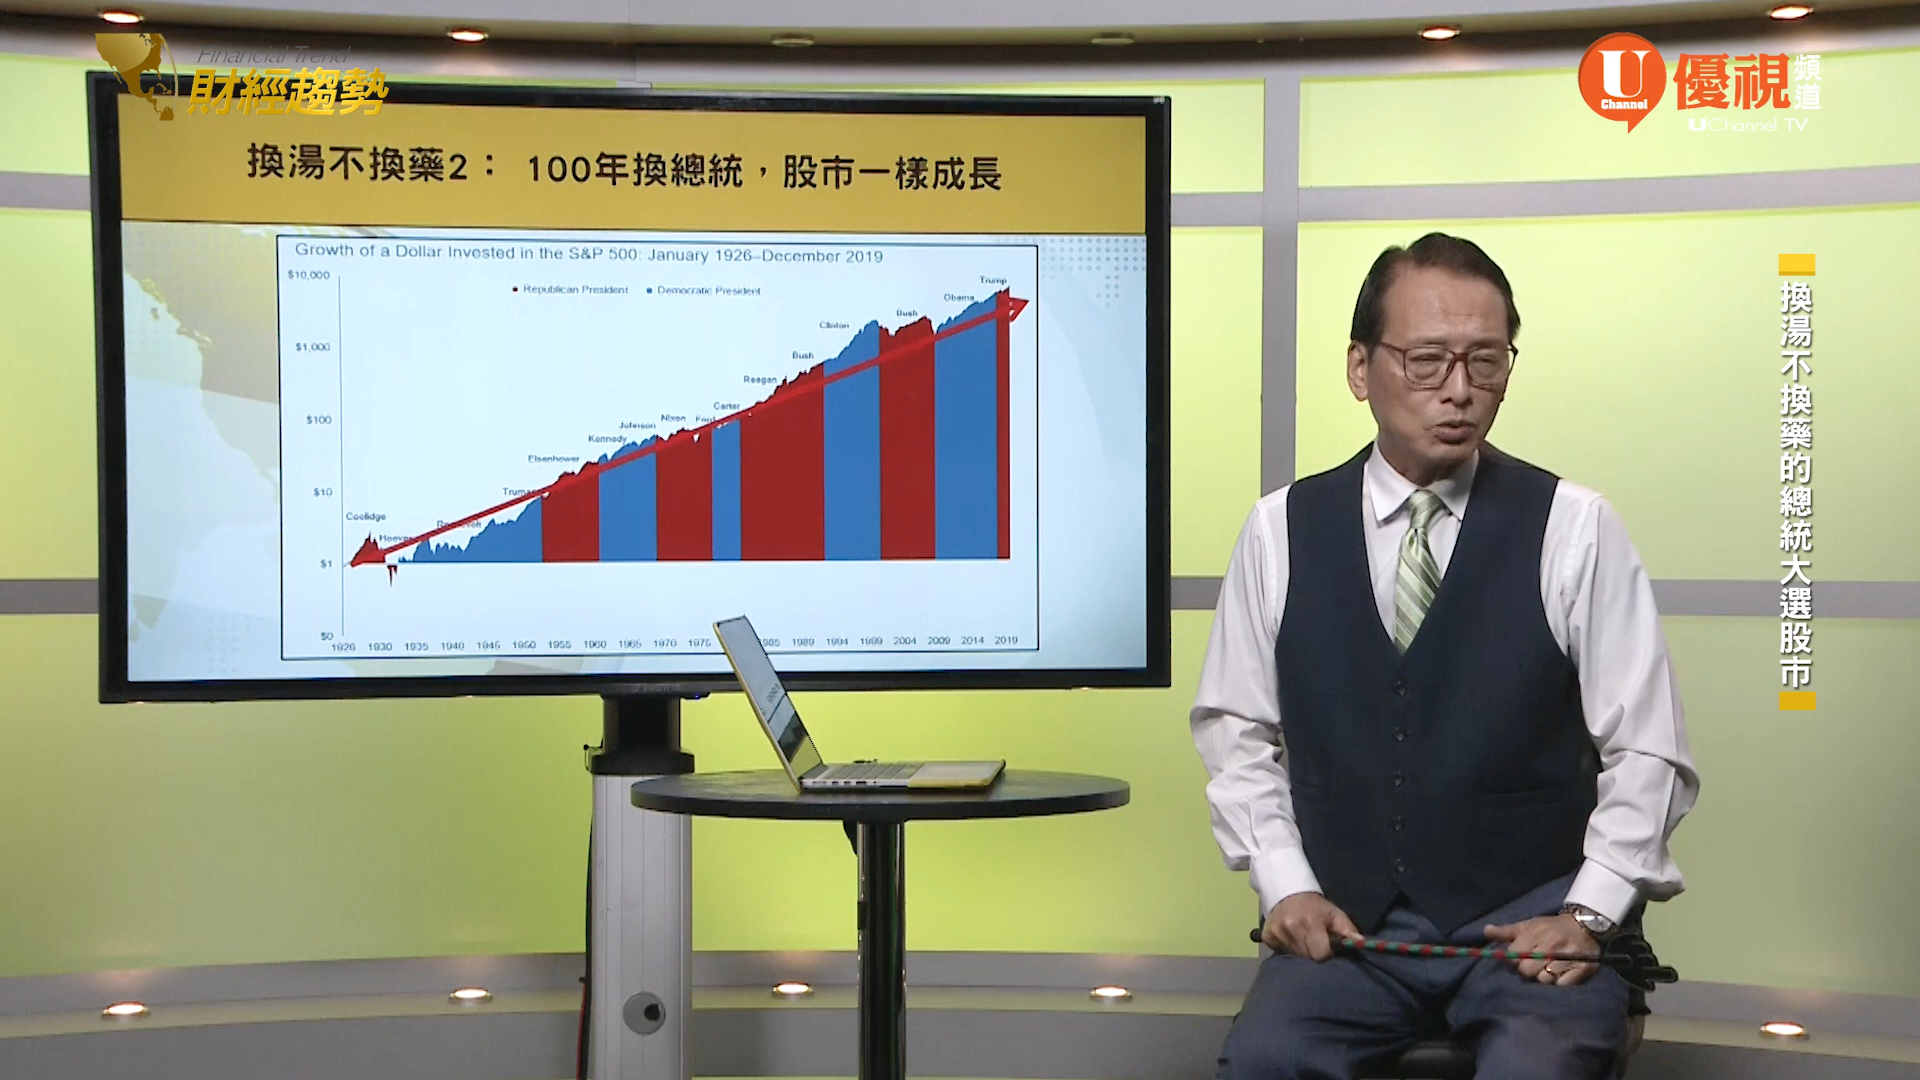 Financial Trend
財經趨勢
U
Channel
優視
頻道
UChannel TV
換湯不換藥2： 100年換總統，股市一樣成長
Growth of a Dollar Invested in the S&P 500: January 1926–December 2019
Republican President
Democratic President
$10,000
$1,000
$100
$10
$1
$0
Coolidge
Hoover
Roosevelt
Truman
Eisenhower
Kennedy
Johnson
Nixon
Ford
Carter
Reagan
Bush
Clinton
Bush
Obama
Trump
1926 1930 1935 1940 1945 1950 1955 1960 1965 1970 1975 1989 1994 1999 2004 2009 2014 2019
換湯不換藥的總統大選股市